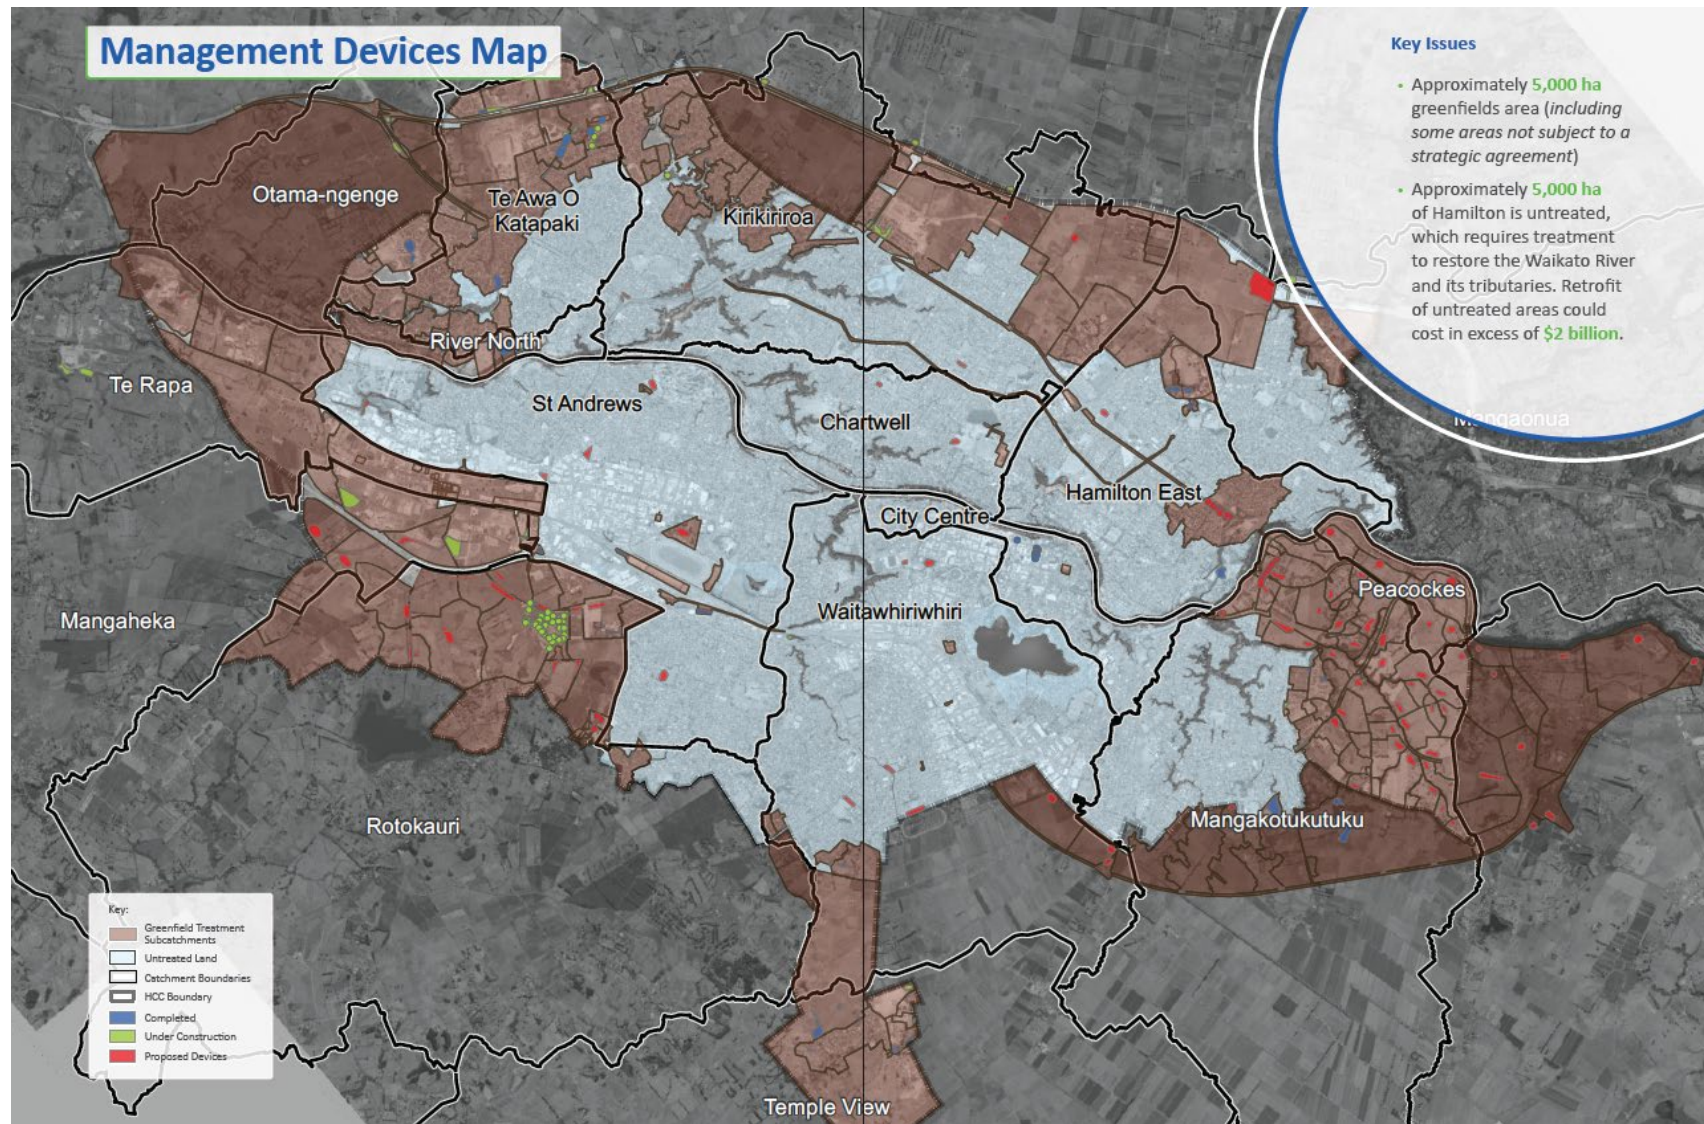 Management Devices Map
Key Issues
• Approximately 5,000 ha
greenfields area (including
some areas not subject to a
strategic agreement)
• Approximately 5,000 ha
of Hamilton is untreated,
which requires treatment
to restore the Waikato River
and its tributaries. Retrofit
of untreated areas could
cost in excess of $2 billion.
Otama-ngenge
Te Awa O
Katapaki
Kirikiriroa
River North
Te Rapa
St Andrews
Chartwell
Mangaonua
Hamilton East
City Centre
Peacockes
Waitawhiriwhiri
Mangaheka
Rotokauri
Mangakotukutuku
Temple View
Key:
Greenfield Treatment
Subcatchments
Untreated Land
Catchment Boundaries
HCC Boundary
Completed
Under Construction
Proposed Devices